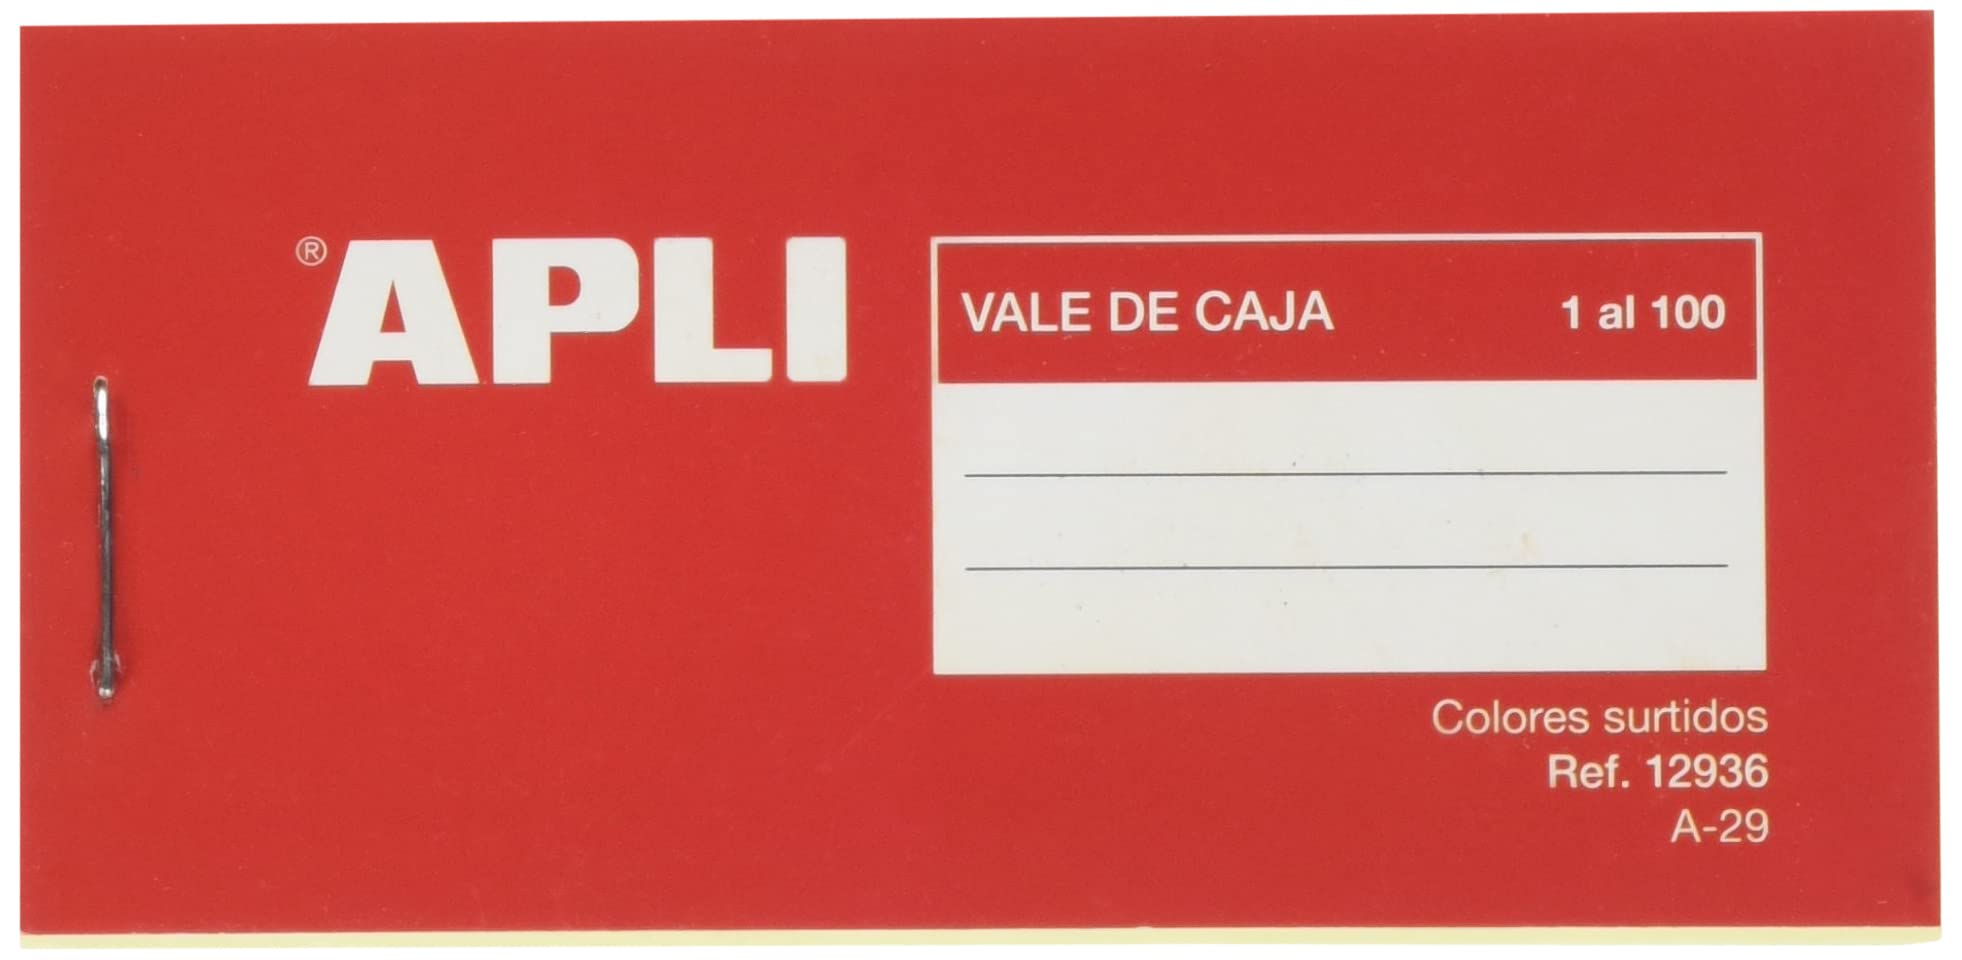 ® APLI
VALE DE CAJA 1 al 100
Colores surtidos
Ref. 12936
A-29